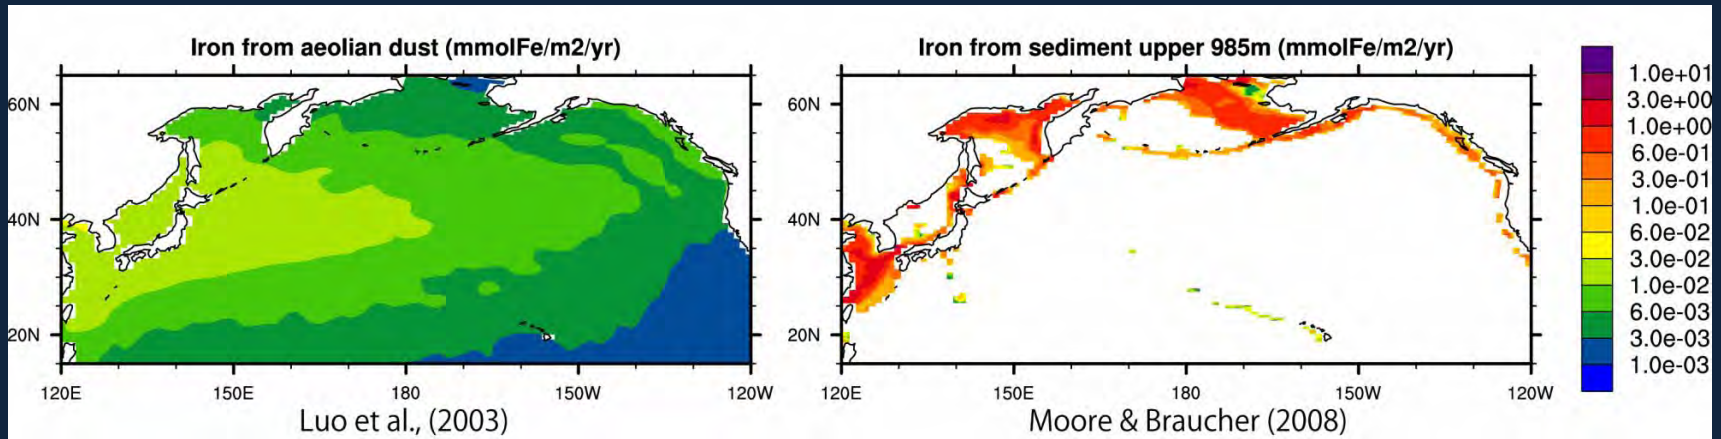 Iron from aeolian dust (mmolFe/m2/yr)
60N
40N
20N
120E 150E 180 150W 120W
Luo et al., (2003)
Iron from sediment upper 985m (mmolFe/m2/yr)
60N
40N
20N
120E 150E 180 150W 120W
Moore & Braucher (2008)
1.0e+01
3.0e+00
1.0e+00
6.0e-01
3.0e-01
1.0e-01
6.0e-02
3.0e-02
1.0e-02
6.0e-03
3.0e-03
1.0e-03